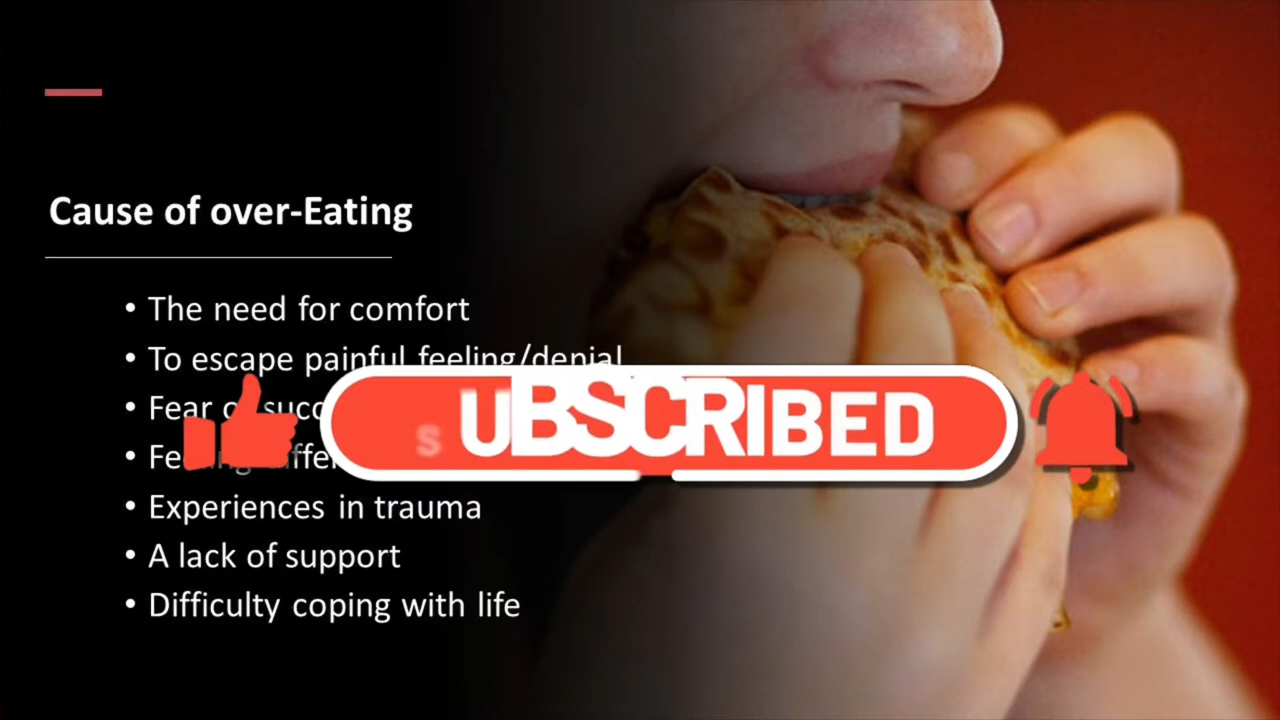 Cause of over-Eating
• The need for comfort
• To escape painful feeling/denial
• Fear
SUBSCRIBED
• Experiences in trauma
• A lack of support
• Difficulty coping with life